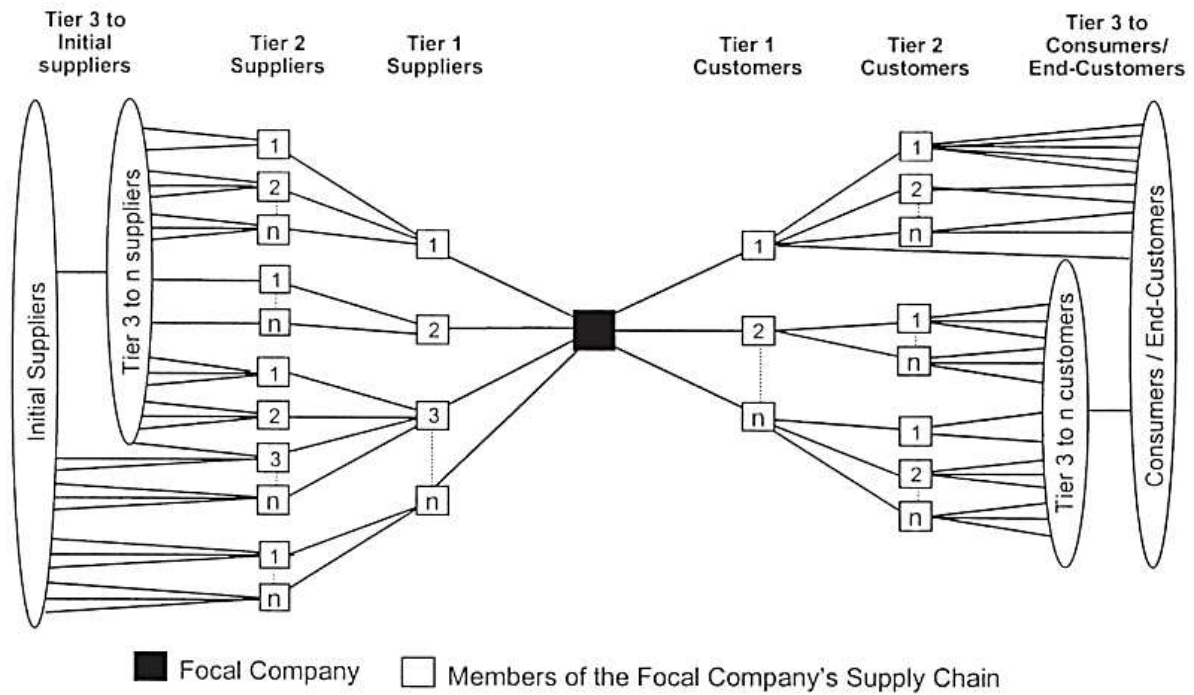 Tier 3 to
Initial
suppliers
Tier 2
Suppliers
Tier 1
Suppliers
Tier 1
Customers
Tier 2
Customers
Tier 3 to
Consumers/
End-Customers
Initial Suppliers
Tier 3 to n suppliers
1
2
n
1
n
1
2
3
n
1
n
1
2
3
n
1
2
n
1
2
n
1
n
1
2
n
Tier 3 to n customers
Consumers / End-Customers
Focal Company
Members of the Focal Company's Supply Chain